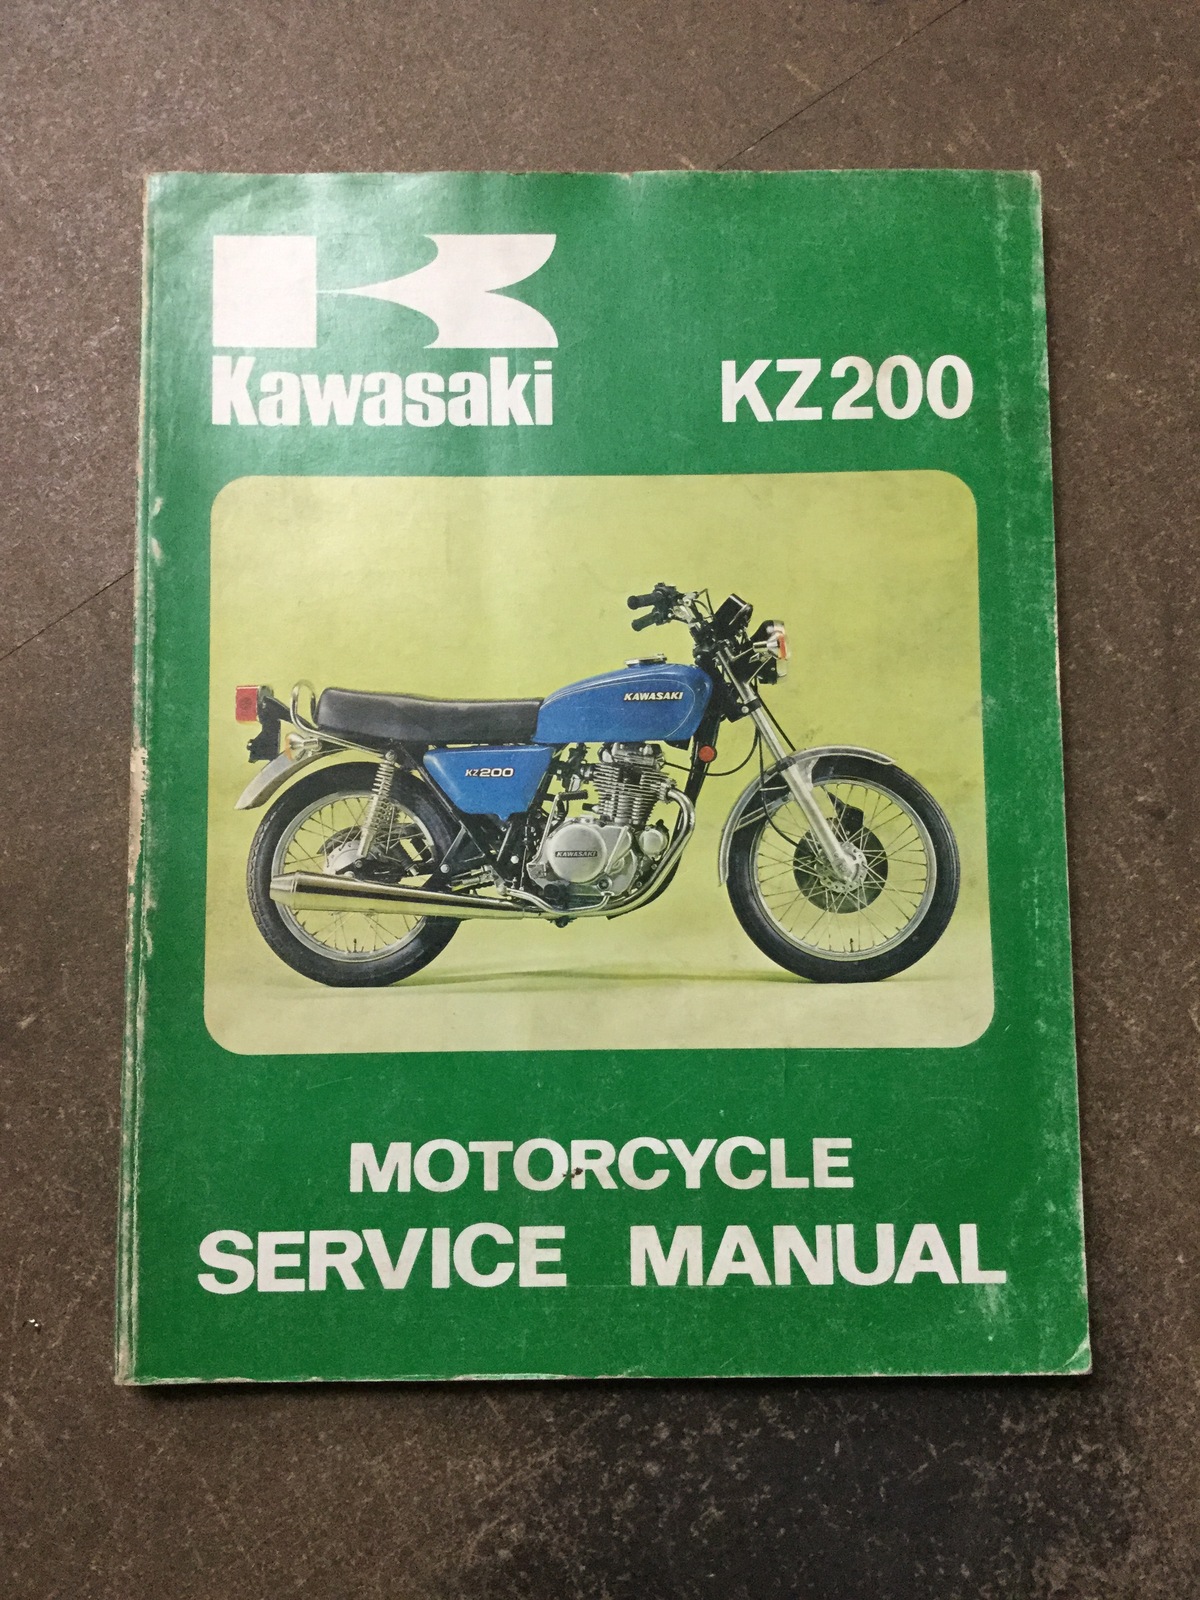 Kawasaki
KZ200
KAWASAKI
KZ200
KAWASAKI
MOTORCYCLE
SERVICE MANUAL